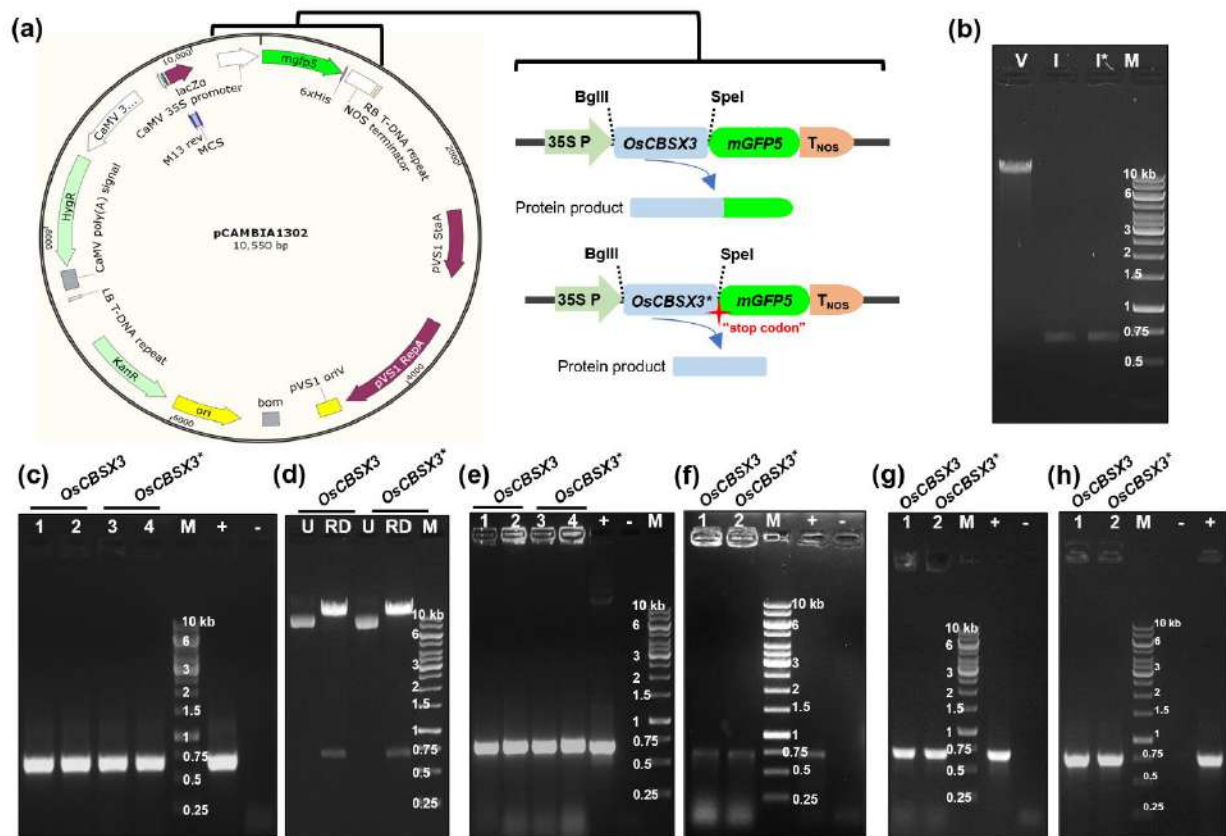 (a)
10,000
lacZα
CaMV 35S promoter
mgfp5
6xHis
NOS terminator
RB T-DNA repeat
2000
CaMV 3...
M13 rev
MCS
HygR
8000
CaMV poly(A) signal
LB T-DNA repeat
pCAMBIA1302
10,550 bp
pVS1 StaA
KanR
ori
6000
bom
pVS1 oriV
pVS1 RepA
4000
BglII SpeI
35S P OsCBSX3 mGFP5 TNOS
Protein product
BglII SpeI
35S P OsCBSX3* mGFP5 TNOS
"stop codon"
Protein product
(b)
V I I* M
10 kb
6
3
2
1.5
1
0.75
0.5
(c)
OsCBSX3 OsCBSX3*
1 2 3 4 M + -
10 kb
6
3
2
1.5
1
0.75
0.5
0.25
(d)
OsCBSX3 OsCBSX3*
U RD U RD M
10 kb
6
3
2
1.5
1
0.75
0.5
0.25
(e)
OsCBSX3 OsCBSX3*
1 2 3 4 + - M
10 kb
6
3
2
1.5
1
0.75
0.5
0.25
(f)
OsCBSX3 OsCBSX3*
1 2 M + -
10 kb
6
3
2
1.5
1
0.75
0.5
0.25
(g)
OsCBSX3 OsCBSX3*
1 2 M + -
10 kb
6
3
2
1.5
1
0.75
0.5
0.25
(h)
OsCBSX3 OsCBSX3*
1 2 M - +
10 kb
6
3
2
1.5
1
0.75
0.5
0.25